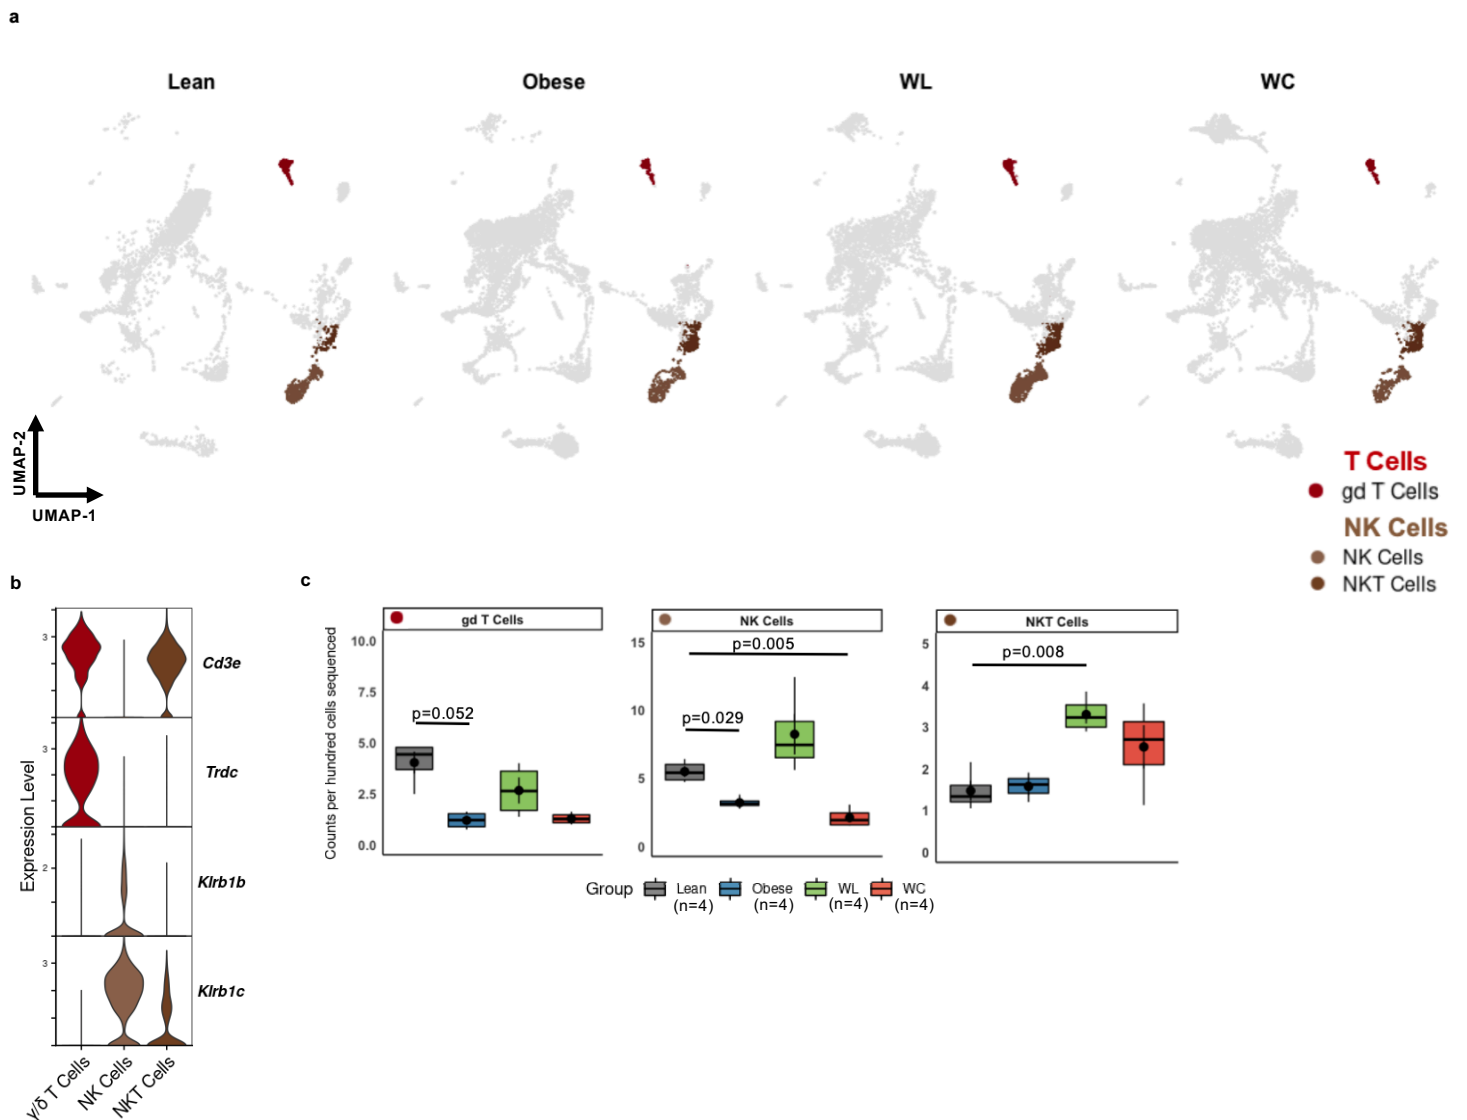 a
Lean
Obese
WL
WC
UMAP-2
UMAP-1
T Cells
gd T Cells
NK Cells
NK Cells
NKT Cells
b
Expression Level
3
Cd3e
3
Trdc
2
Klrb1b
3
Klrb1c
γ/δ T Cells
NK Cells
NKT Cells
c
Counts per hundred cells sequenced
gd T Cells
10.0
7.5
5.0
2.5
0.0
p=0.052
NK Cells
15
10
5
0
p=0.005
p=0.029
NKT Cells
5
4
3
2
1
0
p=0.008
Group
Lean
(n=4)
Obese
(n=4)
WL
(n=4)
WC
(n=4)